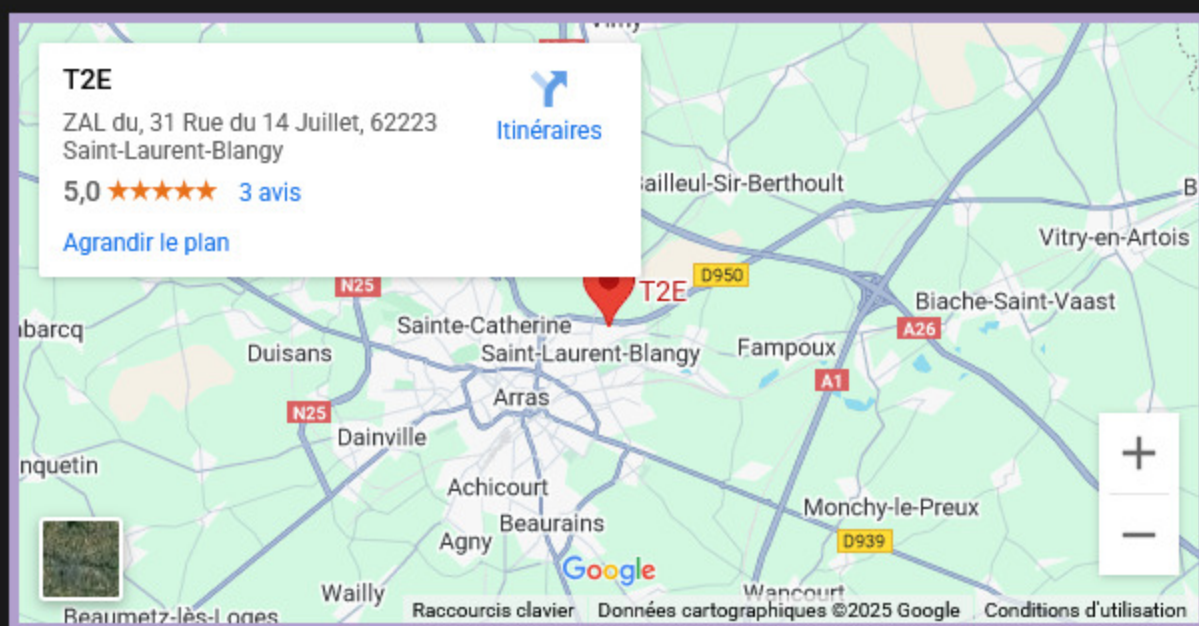 T2E
ZAL du, 31 Rue du 14 Juillet, 62223
Saint-Laurent-Blangy
5,0
3 avis
Agrandir le plan
Itinéraires
Vitry-en-Artois
D950
T2E
N25
Biache-Saint-Vaast
A26
Sainte-Catherine
Duisans
Saint-Laurent-Blangy
Fampoux
A1
Arras
N25
Dainville
Achicourt
Monchy-le-Preux
Beaurains
D939
Agny
Google
Wailly
Wancourt
Beaumetz-lès-Loges
Raccourcis clavier
Données cartographiques ©2025 Google
Conditions d'utilisation